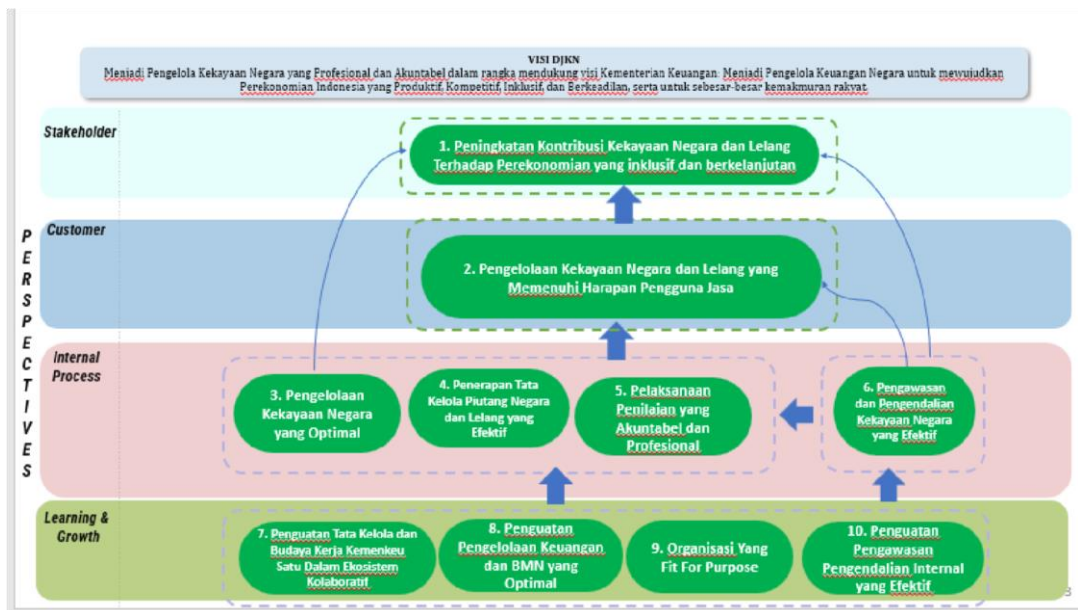 VISI DJKN
Menjadi Pengelola Kekayaan Negara yang Profesional dan Akuntabel dalam rangka mendukung visi Kementerian Keuangan: Menjadi Pengelola Keuangan Negara untuk mewujudkan
Perekonomian Indonesia yang Produktif, Kompetitif, Inklusif, dan Berkeadilan, serta untuk sebesar-besar kemakmuran rakyat.
PERSPECTIVES
Stakeholder
1. Peningkatan Kontribusi Kekayaan Negara dan Lelang
Terhadap Perekonomian yang inklusif dan berkelanjutan
Customer
2. Pengelolaan Kekayaan Negara dan Lelang yang
Memenuhi Harapan Pengguna Jasa
Internal
Process
3. Pengelolaan
Kekayaan Negara
yang Optimal
4. Penerapan Tata
Kelola Piutang Negara
dan Lelang yang
Efektif
5. Pelaksanaan
Penilaian yang
Akuntabel dan
Profesional
6. Pengawasan
dan Pengendalian
Kekayaan Negara
yang Efektif
Learning &
Growth
7. Penguatan Tata Kelola dan
Budaya Kerja Kemenkeu
Satu Dalam Ekosistem
Kolaboratif
8. Penguatan
Pengelolaan Keuangan
dan BMN yang
Optimal
9. Organisasi Yang
Fit For Purpose
10. Penguatan
Pengawasan
Pengendalian Internal
yang Efektif
3